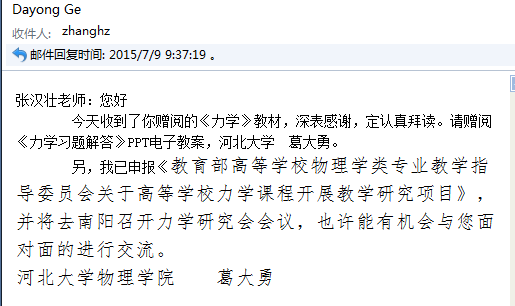 Dayong Ge
收件人: zhanghz
邮件回复时间: 2015/7/9 9:37:19 。
张汉壮老师：您好
今天收到了你赠阅的《力学》教材，深表感谢，定认真拜读。请赠阅
《力学习题解答》PPT电子教案，河北大学 葛大勇。
另，我已申报《教育部高等学校物理学类专业教学指
导委员会关于高等学校力学课程开展教学研究项目》，
并将去南阳召开力学研究会会议，也许能有机会与您面
对面的进行交流。
河北大学物理学院 葛大勇